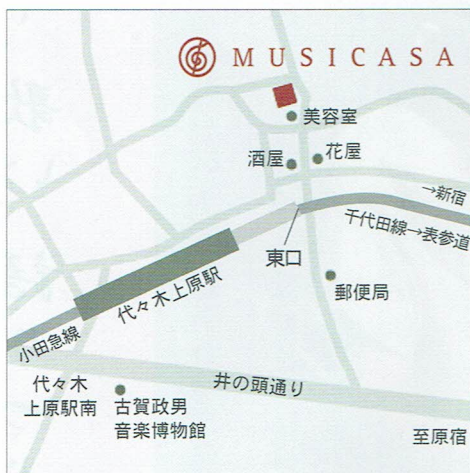 MUSICASA
美容室
酒屋
花屋
→新宿
千代田線→表参道
東口
代々木上原駅
郵便局
小田急線
井の頭通り
代々木
上原駅南
古賀政男
音楽博物館
至原宿